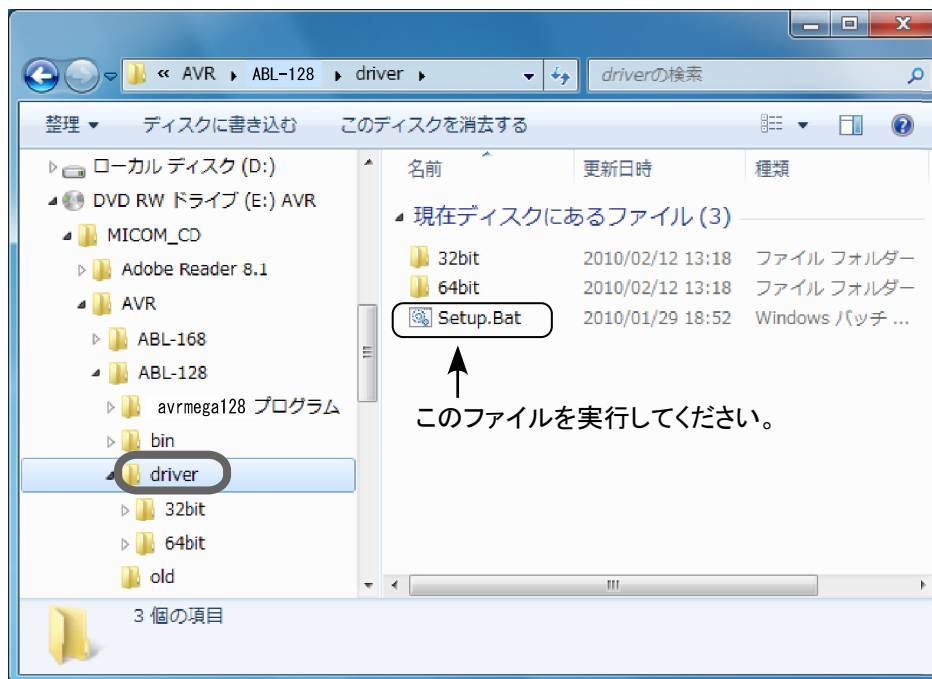 « AVR ▸ ABL-128 ▸ driver ▸
driverの検索
整理 ▼ ディスクに書き込む このディスクを消去する
ローカル ディスク (D:)
DVD RW ドライブ (E:) AVR
MICOM_CD
Adobe Reader 8.1
AVR
ABL-168
ABL-128
avrmega128 プログラム
bin
driver
32bit
64bit
old
名前 更新日時 種類
現在ディスクにあるファイル (3)
32bit 2010/02/12 13:18 ファイル フォルダー
64bit 2010/02/12 13:18 ファイル フォルダー
Setup.Bat 2010/01/29 18:52 Windows バッチ ...
このファイルを実行してください。
3 個の項目